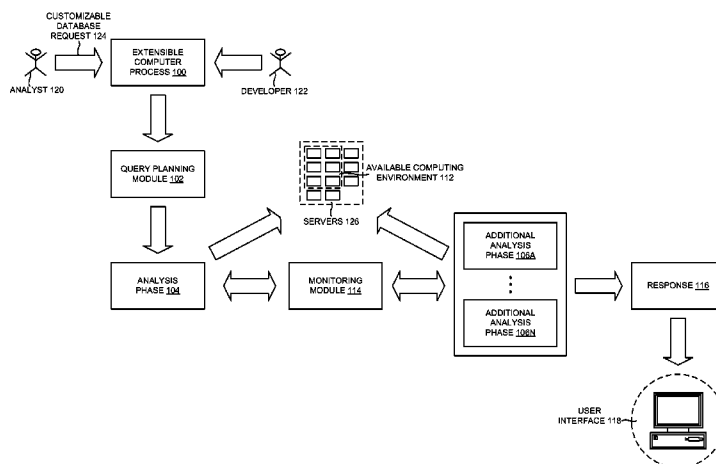 CUSTOMIZABLE
DATABASE
REQUEST 124
ANALYST 120
EXTENSIBLE
COMPUTER
PROCESS 100
DEVELOPER 122
QUERY PLANNING
MODULE 102
AVAILABLE COMPUTING
ENVIRONMENT 112
SERVERS 126
ANALYSIS
PHASE 104
MONITORING
MODULE 114
ADDITIONAL
ANALYSIS
PHASE 106A
ADDITIONAL
ANALYSIS
PHASE 106N
RESPONSE 116
USER
INTERFACE 118